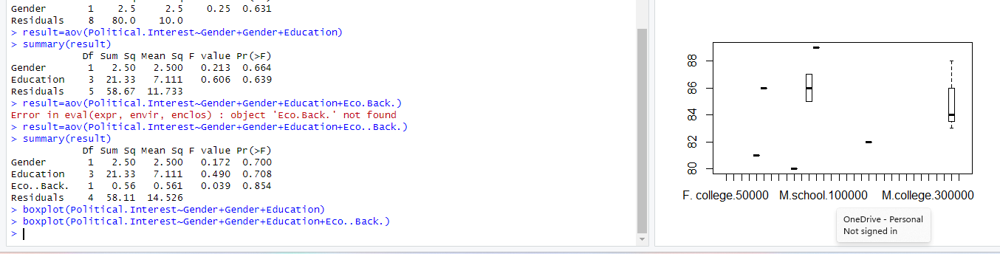 Gender 1 2.5 2.5 0.25 0.631
Residuals 8 80.0 10.0
> result=aov(Political.Interest~Gender+Gender+Education)
> summary(result)
Df Sum Sq Mean Sq F value Pr(>F)
Gender 1 2.50 2.500 0.213 0.664
Education 3 21.33 7.111 0.606 0.639
Residuals 5 58.67 11.733
> result=aov(Political.Interest~Gender+Gender+Education+Eco.Back.)
Error in eval(expr, envir, enclos) : object 'Eco.Back.' not found
> result=aov(Political.Interest~Gender+Gender+Education+Eco..Back.)
> summary(result)
Df Sum Sq Mean Sq F value Pr(>F)
Gender 1 2.50 2.500 0.172 0.700
Education 3 21.33 7.111 0.490 0.708
Eco..Back. 1 0.56 0.561 0.039 0.854
Residuals 4 58.11 14.526
> boxplot(Political.Interest~Gender+Gender+Education)
> boxplot(Political.Interest~Gender+Gender+Education+Eco..Back.)
>
88
86
84
82
80
F. college.50000 M.school.100000 M.college.300000
OneDrive - Personal
Not signed in